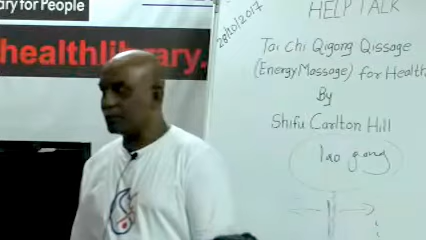 ary for People
healthlibrary.
28/10/2017
HELP TALK
Tai chi Qigong Qissage
(Energy Massage) for Health
By
Shifu Carlton Hill
lao gong